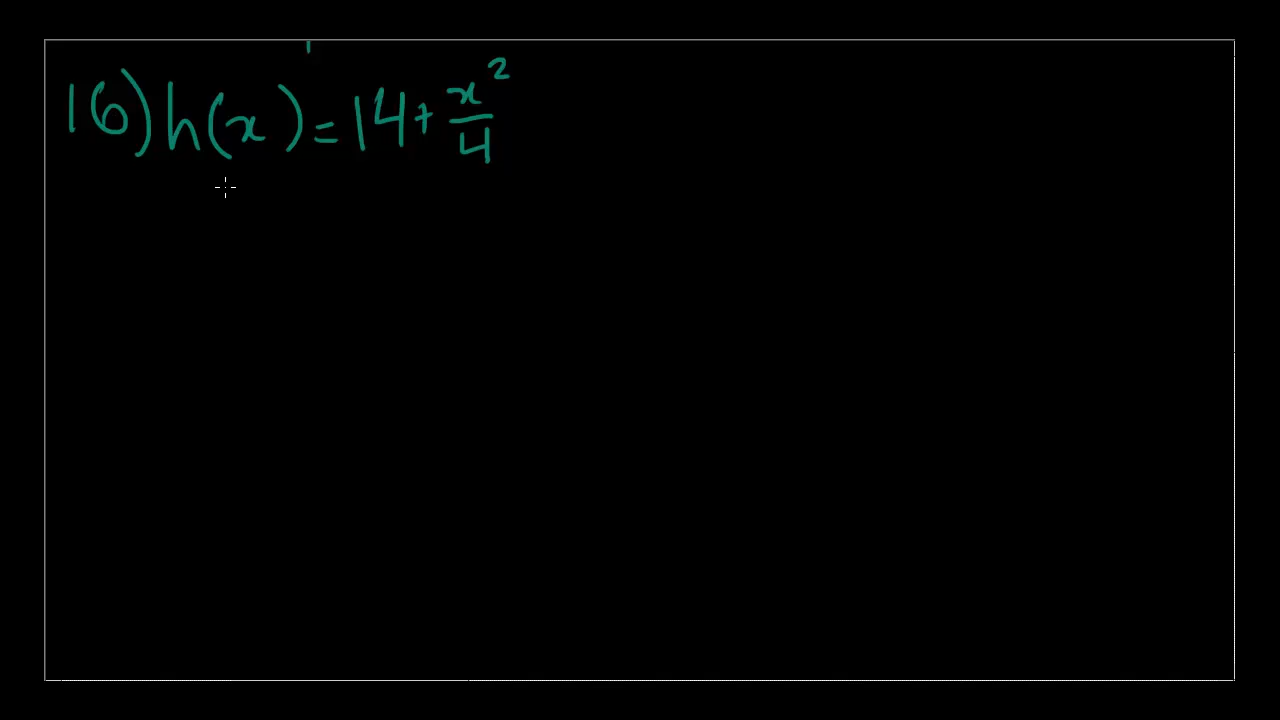 16) h(x) = 14 + x²/4